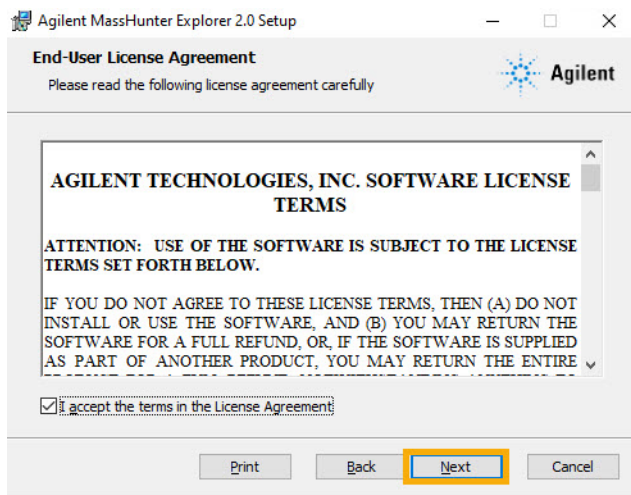 Agilent MassHunter Explorer 2.0 Setup
End-User License Agreement
Please read the following license agreement carefully
Agilent
AGILENT TECHNOLOGIES, INC. SOFTWARE LICENSE
TERMS
ATTENTION: USE OF THE SOFTWARE IS SUBJECT TO THE LICENSE
TERMS SET FORTH BELOW.
IF YOU DO NOT AGREE TO THESE LICENSE TERMS, THEN (A) DO NOT
INSTALL OR USE THE SOFTWARE, AND (B) YOU MAY RETURN THE
SOFTWARE FOR A FULL REFUND, OR, IF THE SOFTWARE IS SUPPLIED
AS PART OF ANOTHER PRODUCT, YOU MAY RETURN THE ENTIRE
I accept the terms in the License Agreement
Print Back Next Cancel